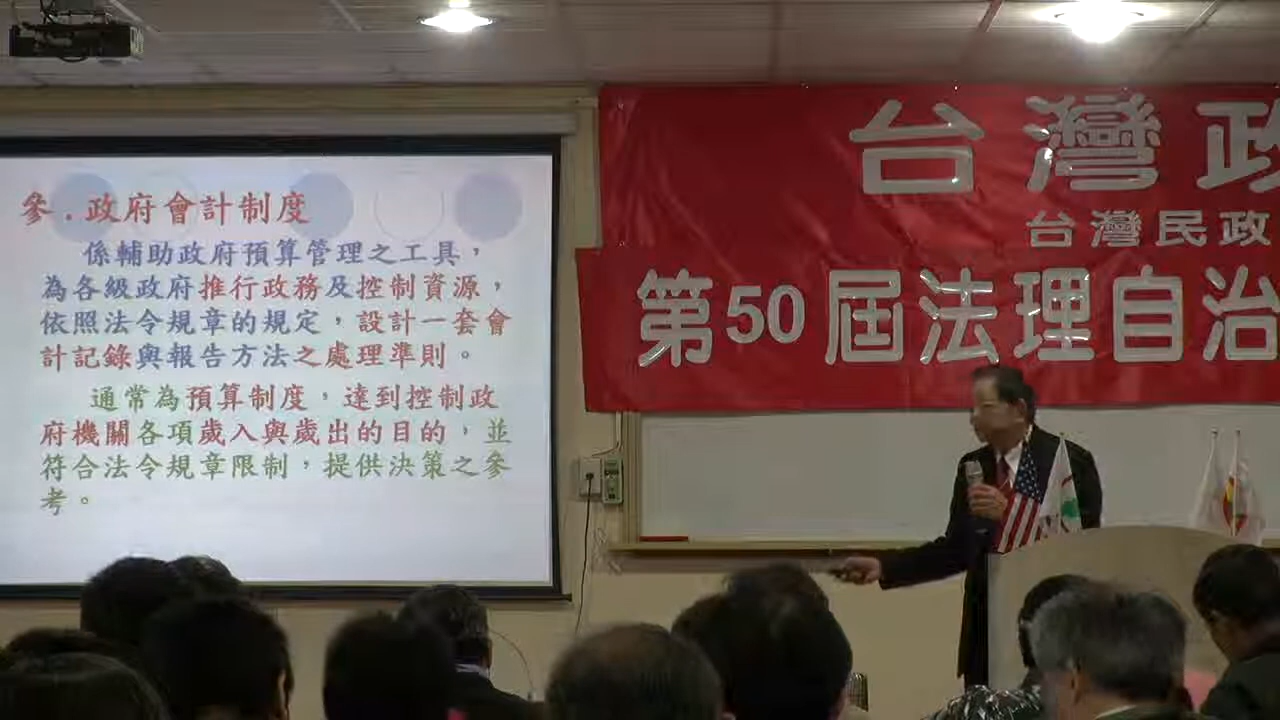 參.政府會計制度
係輔助政府預算管理之工具，
為各級政府推行政務及控制資源，
依照法令規章的規定，設計一套會
計記錄與報告方法之處理準則。
通常為預算制度，達到控制政
府機關各項歲入與歲出的目的，並
符合法令規章限制，提供決策之參
考。
台灣政
台灣民政
第50屆法理自治